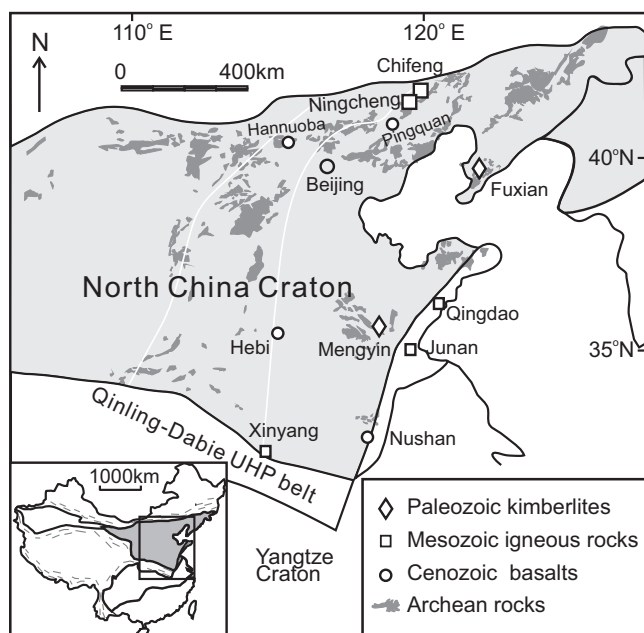 110° E
120° E
N
0
400km
Chifeng
Ningcheng
Hannuoba
Pingquan
Beijing
40°N
Fuxian
North China Craton
Qingdao
Hebi
Mengyin
Junan
35°N
Qinling-Dabie UHP belt
Xinyang
Nushan
1000km
Yangtze
Craton
Paleozoic kimberlites
Mesozoic igneous rocks
Cenozoic basalts
Archean rocks